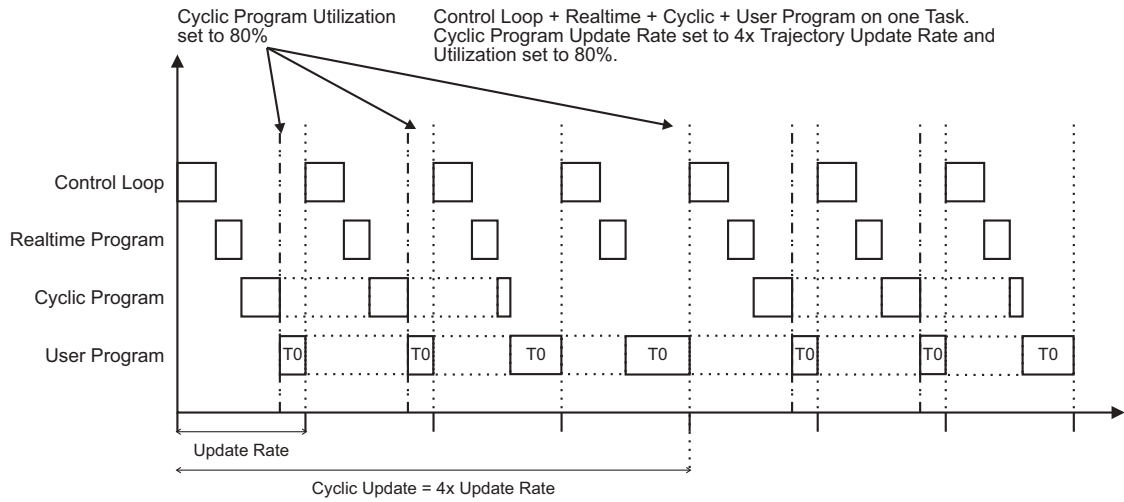 Cyclic Program Utilization
set to 80%
Control Loop + Realtime + Cyclic + User Program on one Task.
Cyclic Program Update Rate set to 4x Trajectory Update Rate and
Utilization set to 80%.
Control Loop
Realtime Program
Cyclic Program
User Program
T0
T0
T0
T0
T0
T0
T0
Update Rate
Cyclic Update = 4x Update Rate